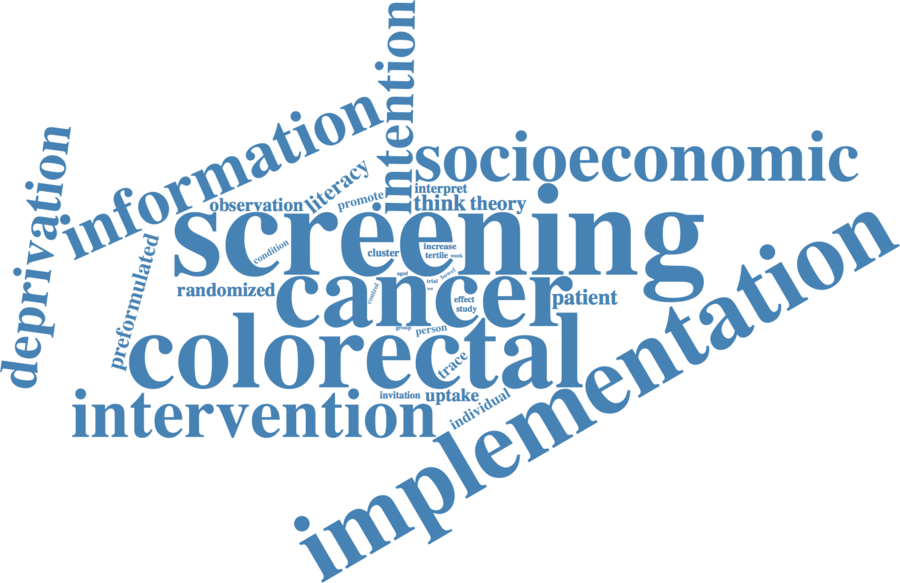 intention
information
socioeconomic
deprivation
literacy
interpret
promote
observation
think theory
screening
implementation
condition
cluster
increase
tertile
week
preformulated
aged
trial
bowel
control
randomized
cancer
effect
study
patient
group
person
colorectal
trace
invitation
uptake
individual
intervention